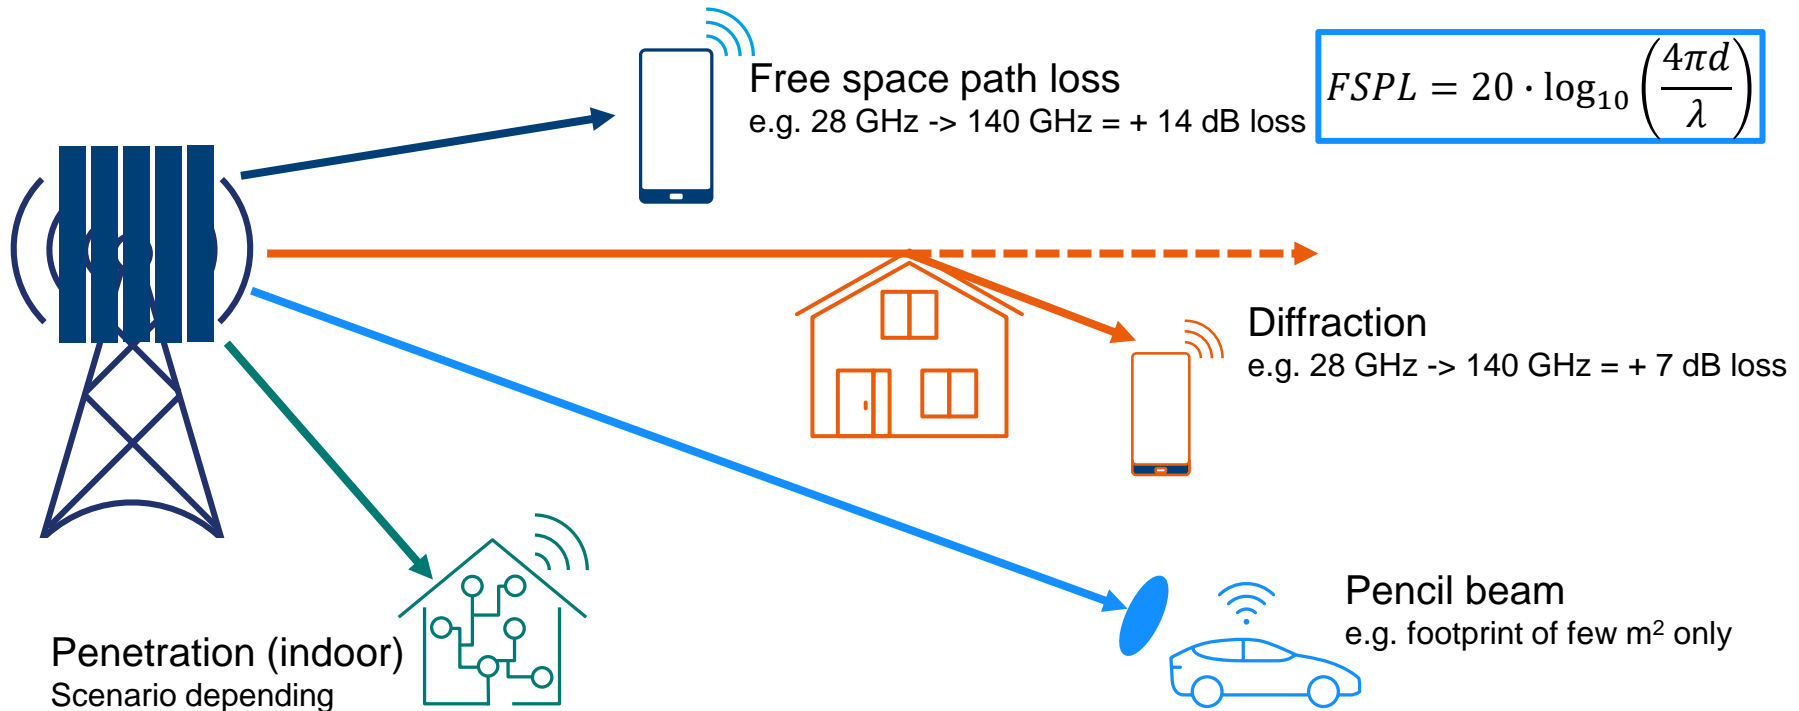 Free space path loss
e.g. 28 GHz -> 140 GHz = + 14 dB loss
𝐹𝑆𝑃𝐿 = 20 ∙ log₁₀ (4𝜋𝑑/𝜆)
Diffraction
e.g. 28 GHz -> 140 GHz = + 7 dB loss
Pencil beam
e.g. footprint of few m² only
Penetration (indoor)
Scenario depending